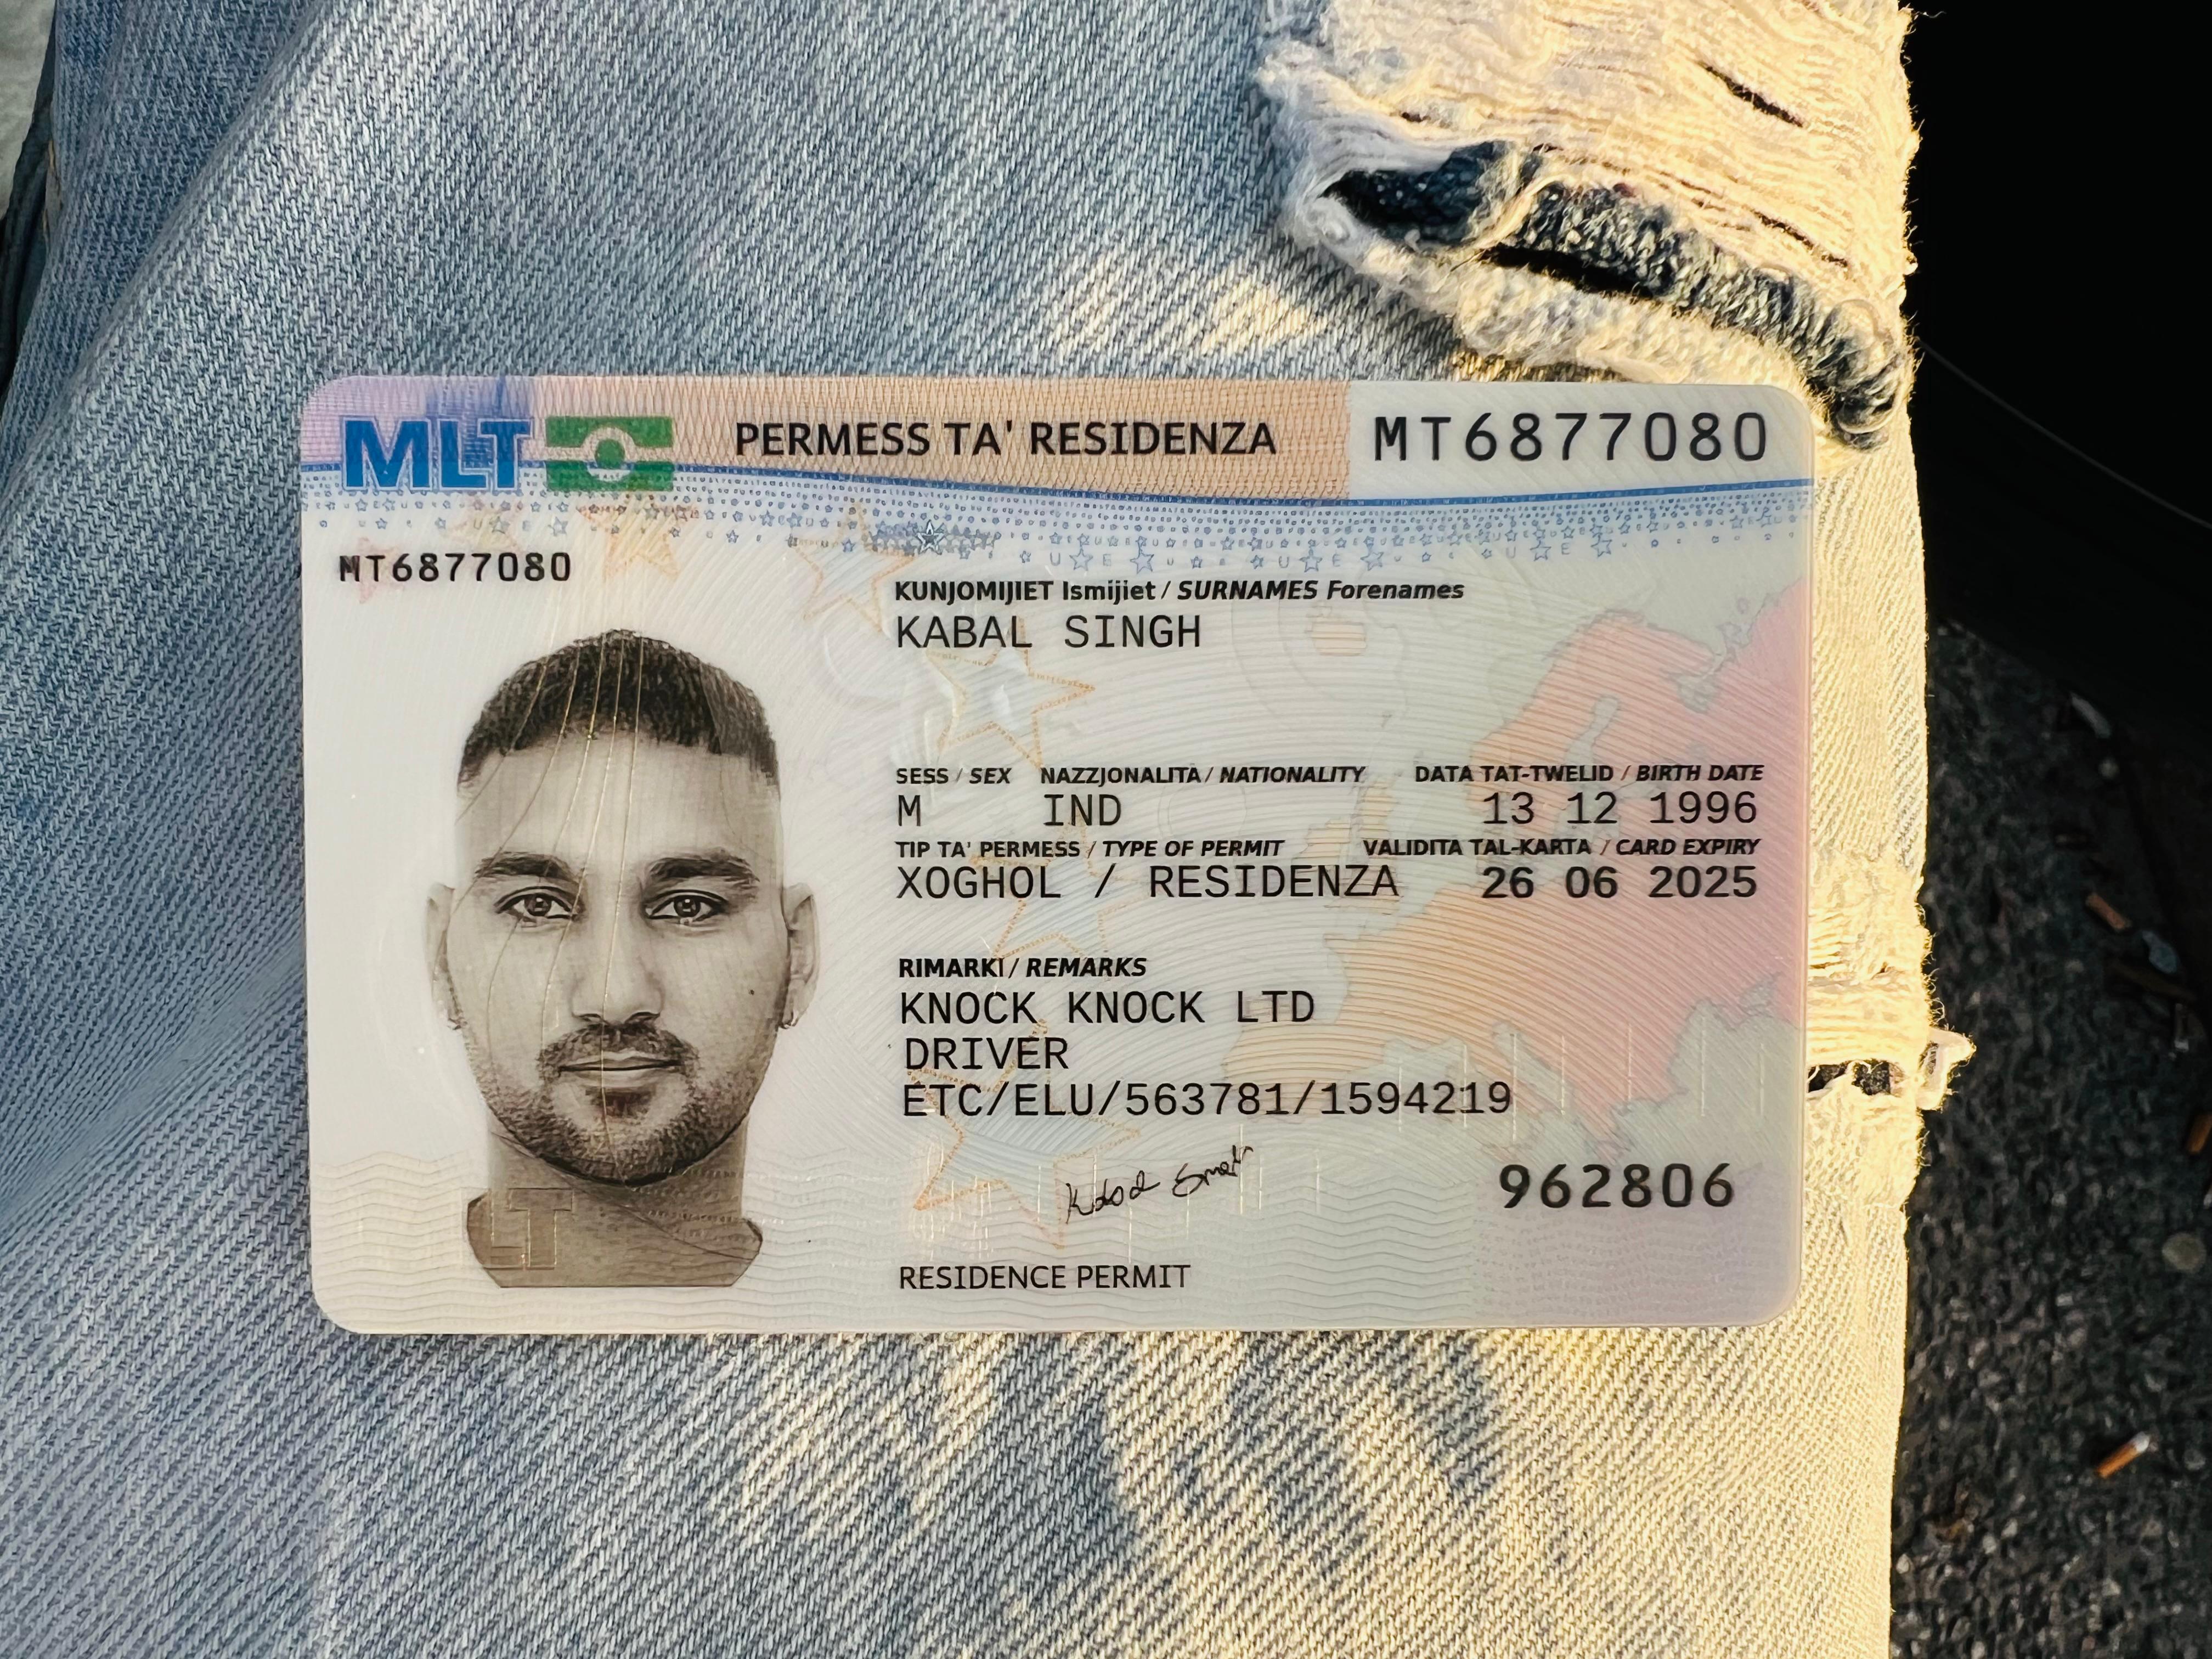 MLT PERMESS TA' RESIDENZA MT6877080
MT6877080
KUNJOMIJIET Ismijiet / SURNAMES Forenames
KABAL SINGH
SESS / SEX NAZZJONALITA / NATIONALITY DATA TAT-TWELID / BIRTH DATE
M IND 13 12 1996
TIP TA' PERMESS / TYPE OF PERMIT VALIDITA TAL-KARTA / CARD EXPIRY
XOGHOL / RESIDENZA 26 06 2025
RIMARKI / REMARKS
KNOCK KNOCK LTD
DRIVER
ETC/ELU/563781/1594219
962806
LT
RESIDENCE PERMIT